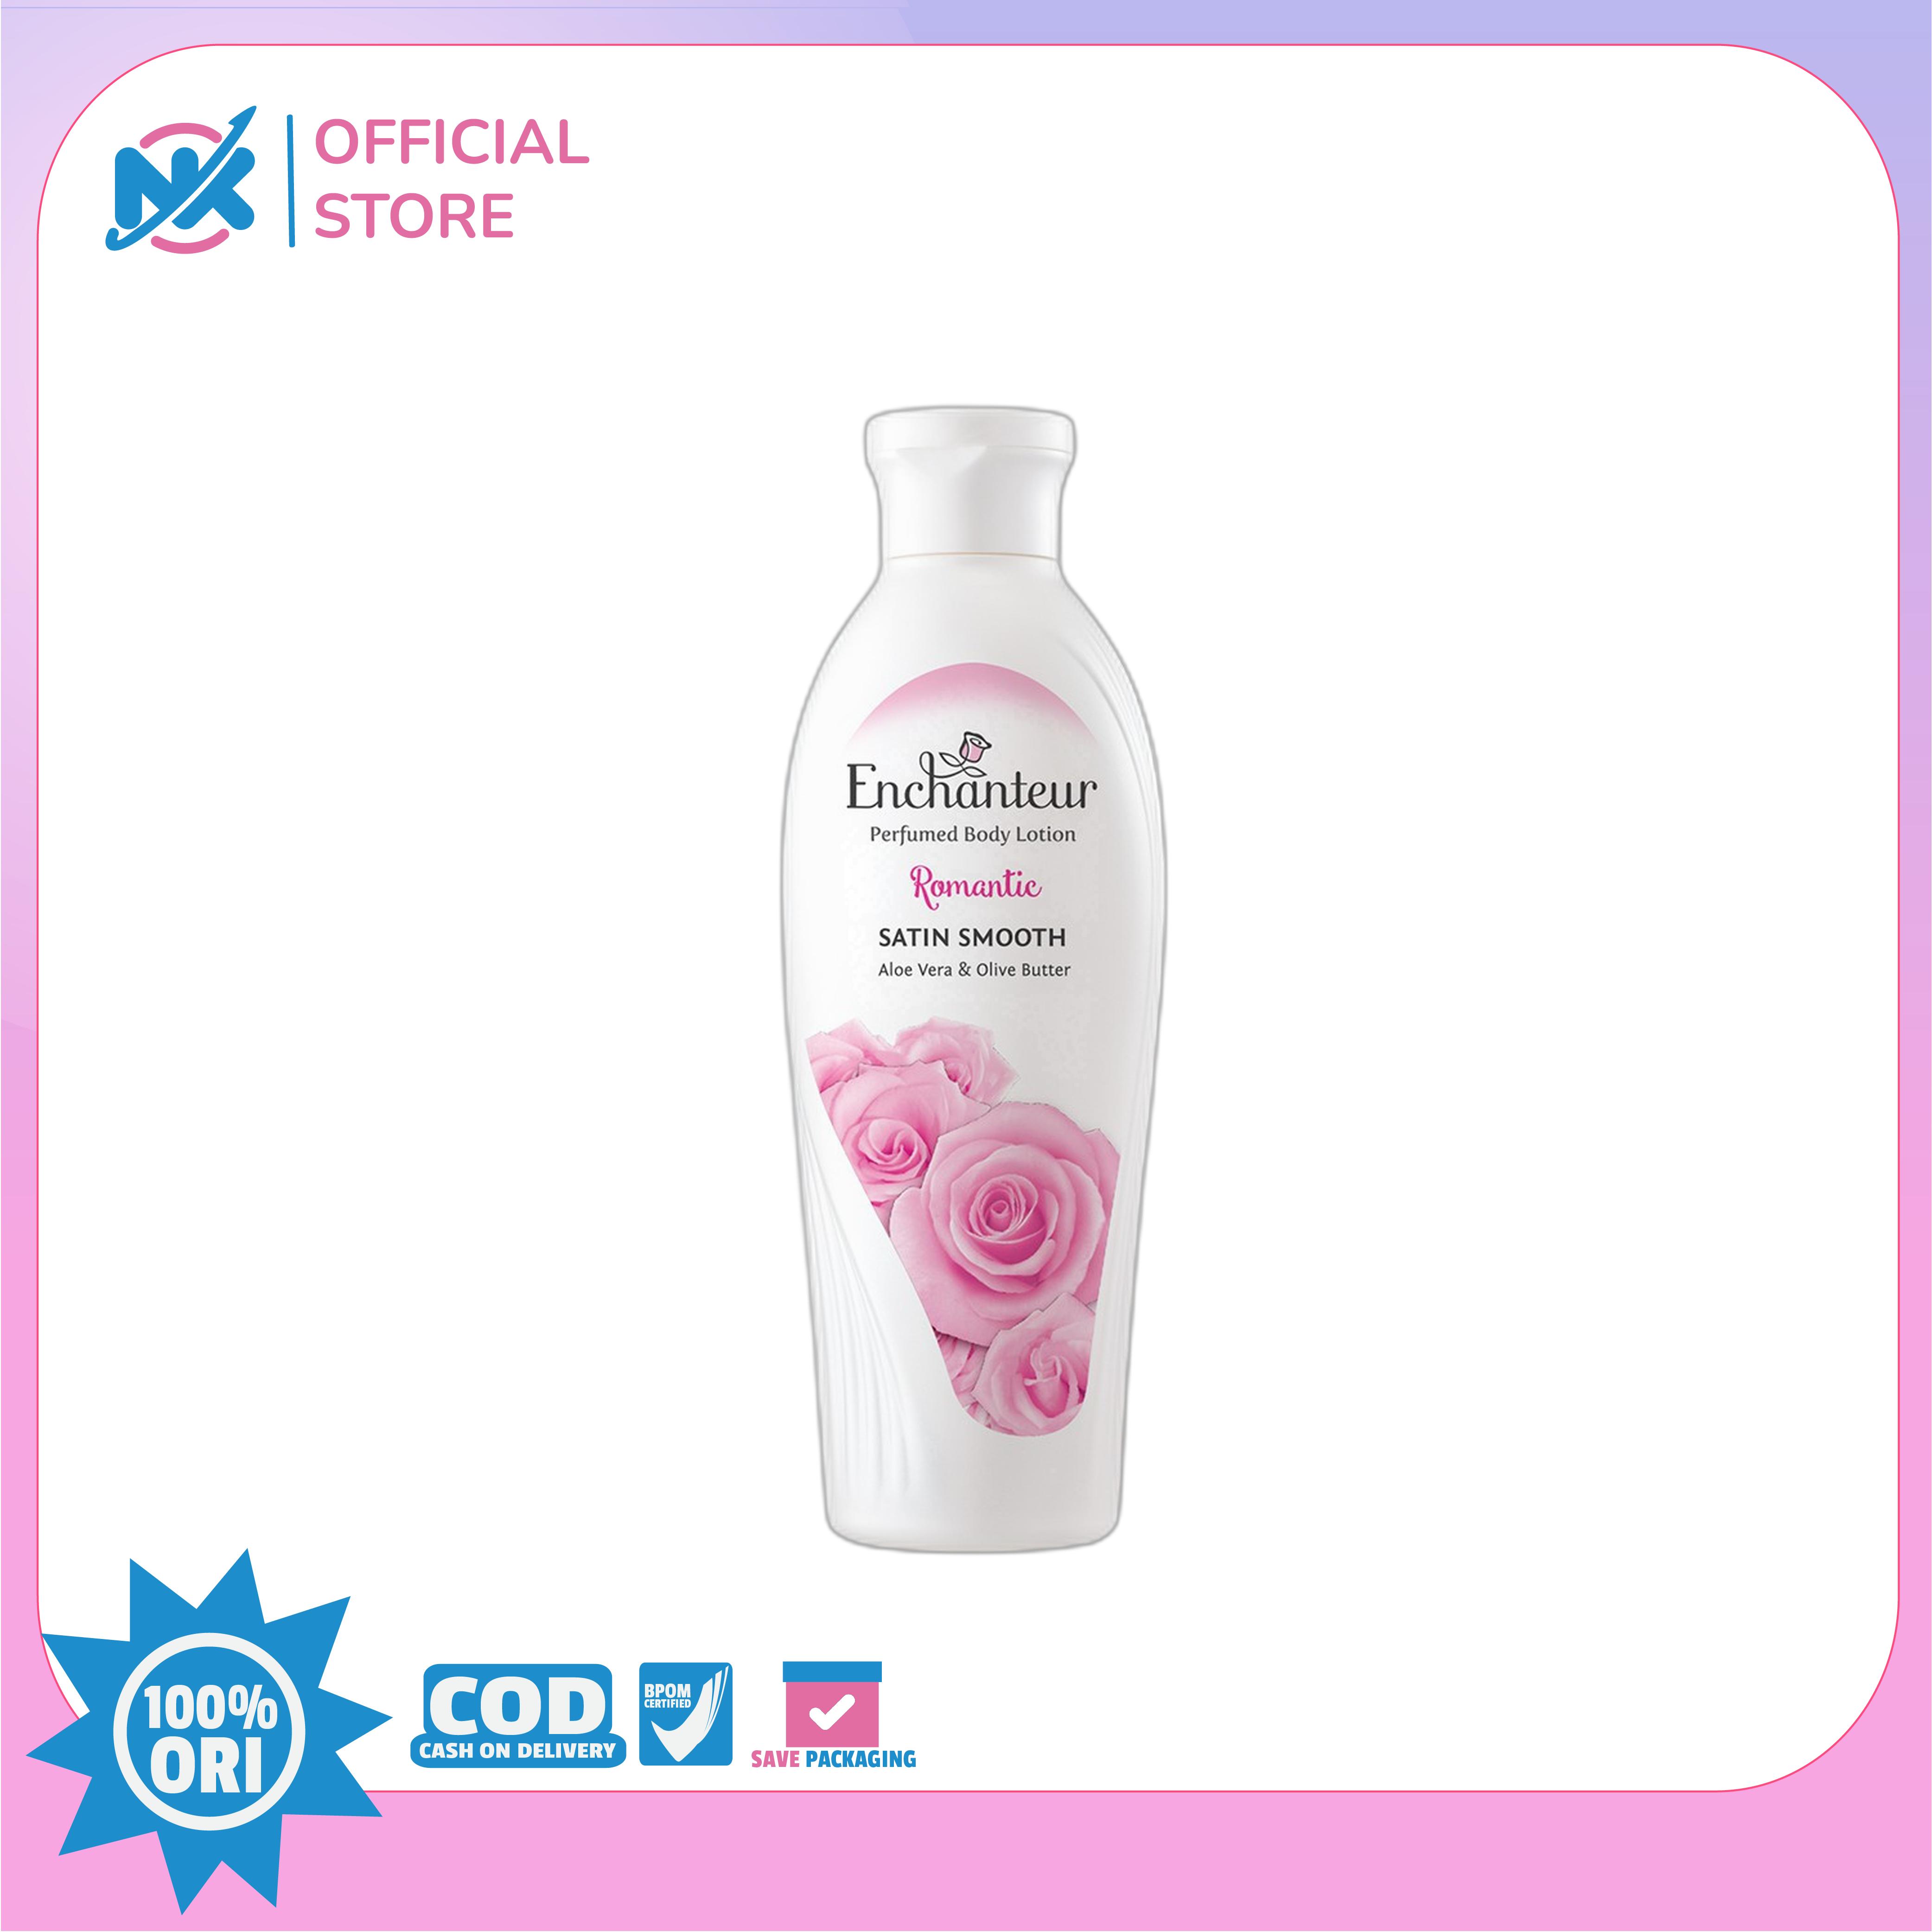 NK
OFFICIAL
STORE
Enchanteur
Perfumed Body Lotion
Romantic
SATIN SMOOTH
Aloe Vera & Olive Butter
100%
ORI
COD
CASH ON DELIVERY
BPOM
CERTIFIED
SAVE PACKAGING